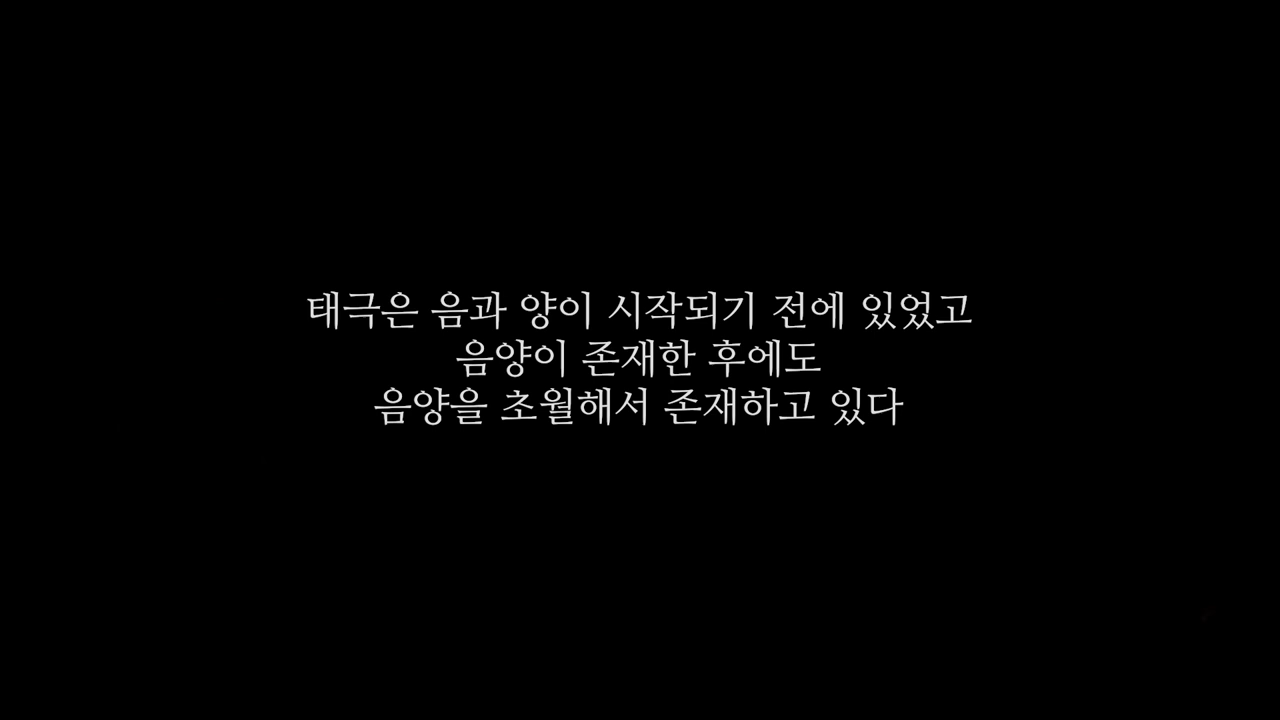 태극은 음과 양이 시작되기 전에 있었고
음양이 존재한 후에도
음양을 초월해서 존재하고 있다